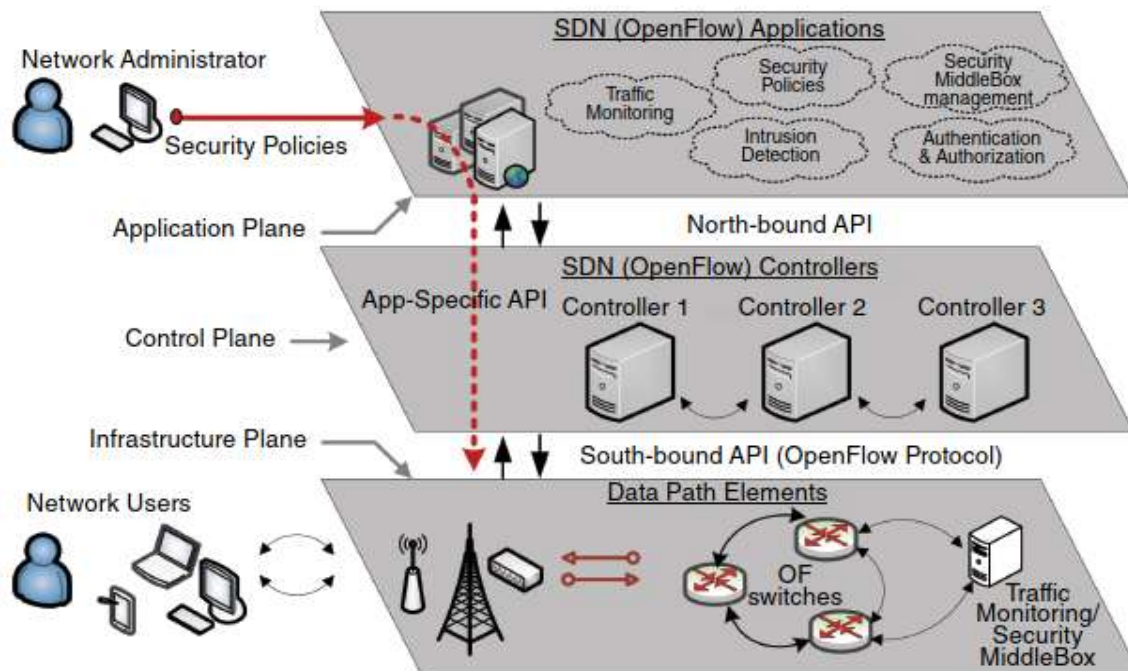 SDN (OpenFlow) Applications
Network Administrator
Security Policies
Traffic
Monitoring
Security
Policies
Security
MiddleBox
management
Intrusion
Detection
Authentication
& Authorization
Application Plane
North-bound API
SDN (OpenFlow) Controllers
App-Specific API
Controller 1
Controller 2
Controller 3
Control Plane
Infrastructure Plane
South-bound API (OpenFlow Protocol)
Data Path Elements
Network Users
OF
switches
Traffic
Monitoring/
Security
MiddleBox